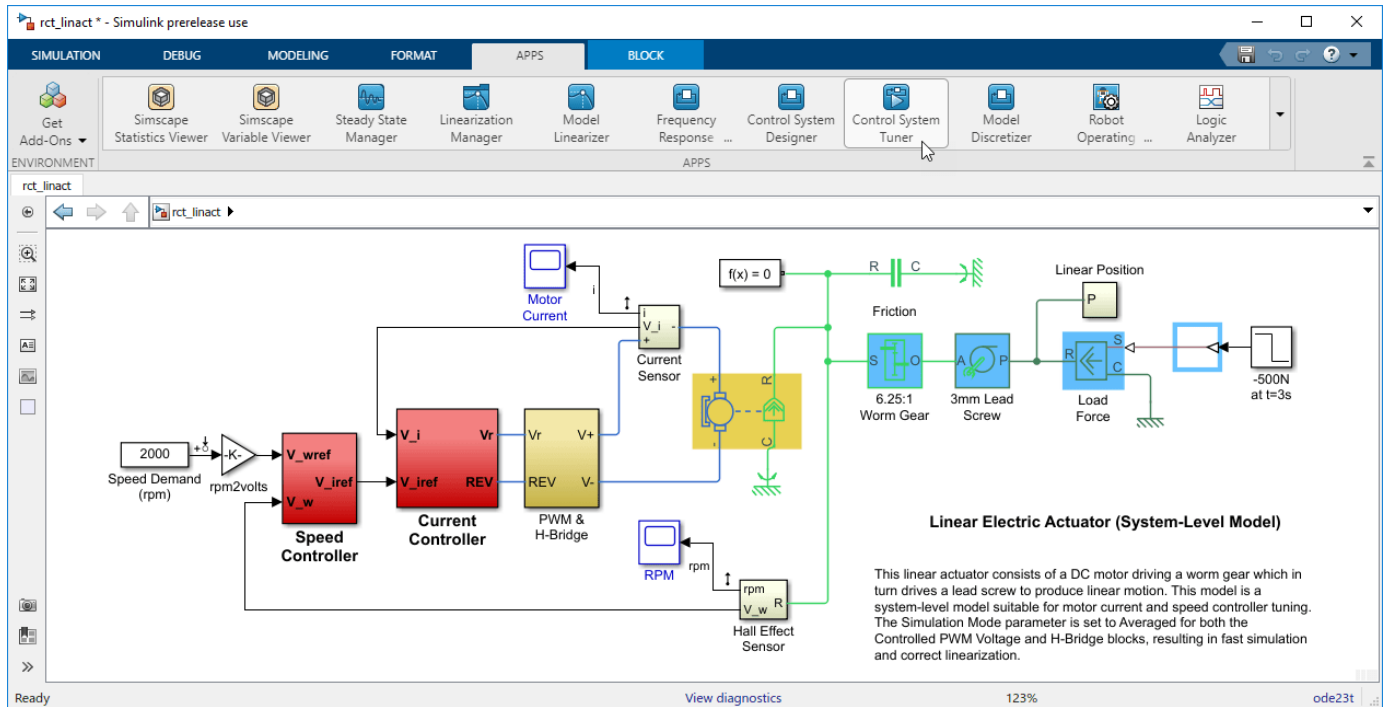 rct_linact * - Simulink prerelease use
SIMULATION DEBUG MODELING FORMAT APPS BLOCK
Get
Add-Ons
Simscape
Statistics Viewer
Simscape
Variable Viewer
Steady State
Manager
Linearization
Manager
Model
Linearizer
Frequency
Response ...
Control System
Designer
Control System
Tuner
Model
Discretizer
Robot
Operating ...
Logic
Analyzer
ENVIRONMENT
APPS
rct_linact
rct_linact
Motor
Current
i
i
V_i -
+
Current
Sensor
f(x) = 0
R C
Friction
Linear Position
P
S O
6.25:1
Worm Gear
A P
3mm Lead
Screw
R S
C
Load
Force
-500N
at t=3s
+ R
- C
2000
Speed Demand
(rpm)
-K-
rpm2volts
V_wref
V_iref
V_w
Speed
Controller
V_i Vr
V_iref REV
Current
Controller
Vr V+
REV V-
PWM &
H-Bridge
RPM
rpm
rpm
V_w R
Hall Effect
Sensor
Linear Electric Actuator (System-Level Model)
This linear actuator consists of a DC motor driving a worm gear which in
turn drives a lead screw to produce linear motion. This model is a
system-level model suitable for motor current and speed controller tuning.
The Simulation Mode parameter is set to Averaged for both the
Controlled PWM Voltage and H-Bridge blocks, resulting in fast simulation
and correct linearization.
Ready
View diagnostics
123%
ode23t